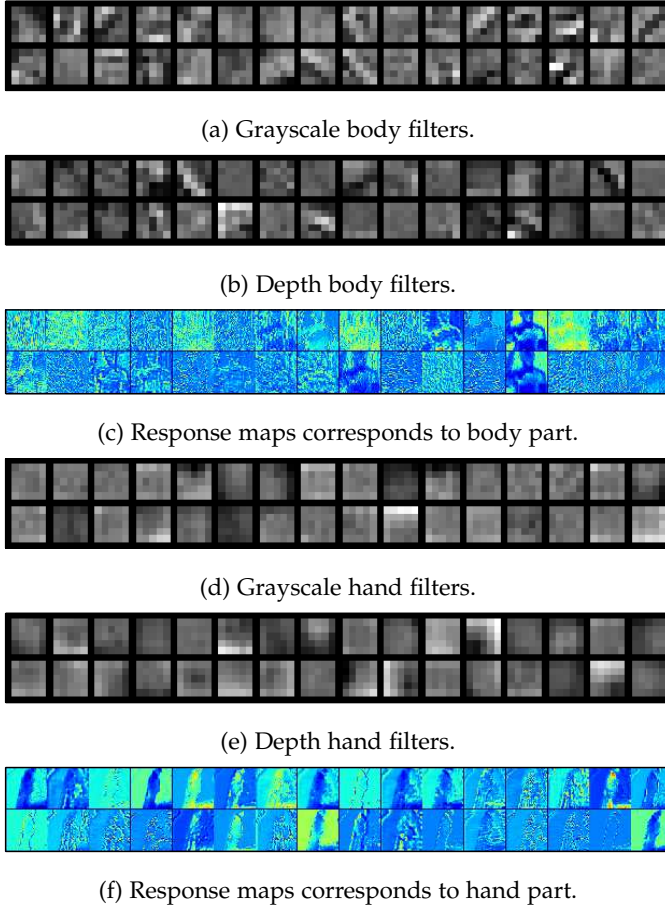 (a) Grayscale body filters.
(b) Depth body filters.
(c) Response maps corresponds to body part.
(d) Grayscale hand filters.
(e) Depth hand filters.
(f) Response maps corresponds to hand part.